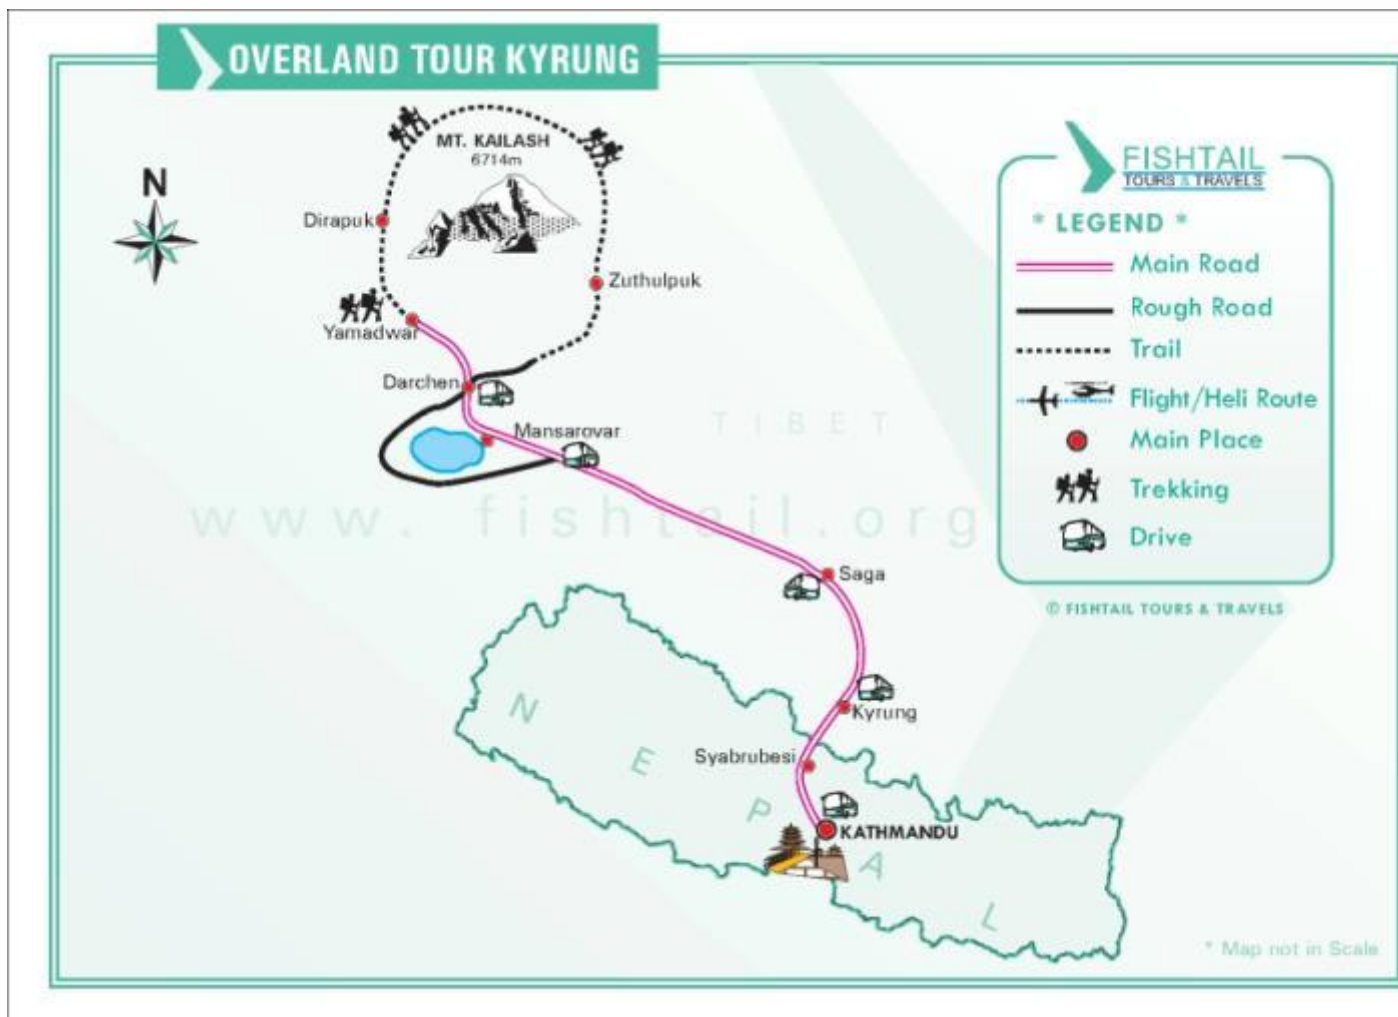 OVERLAND TOUR KYRUNG
N
MT. KAILASH
6714m
Dirapuk
Zuthulpuk
Yamadwar
Darchen
Mansarovar
TIBET
www. fishtail.org
Saga
Kyrung
Syabrubesi
KATHMANDU
NEPAL
FISHTAIL
TOURS & TRAVELS
* LEGEND *
Main Road
Rough Road
Trail
Flight/Heli Route
Main Place
Trekking
Drive
© FISHTAIL TOURS & TRAVELS
* Map not in Scale